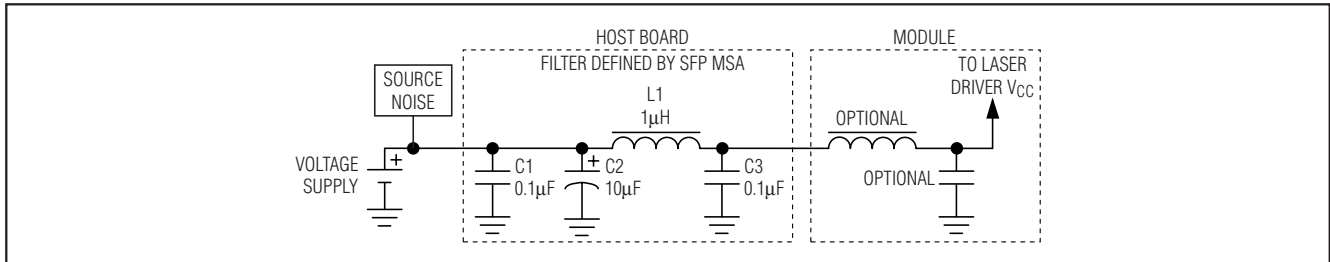 HOST BOARD
FILTER DEFINED BY SFP MSA
MODULE
SOURCE
NOISE
L1
1µH
TO LASER
DRIVER VCC
OPTIONAL
VOLTAGE
SUPPLY
+
C1
0.1µF
+
C2
10µF
C3
0.1µF
OPTIONAL